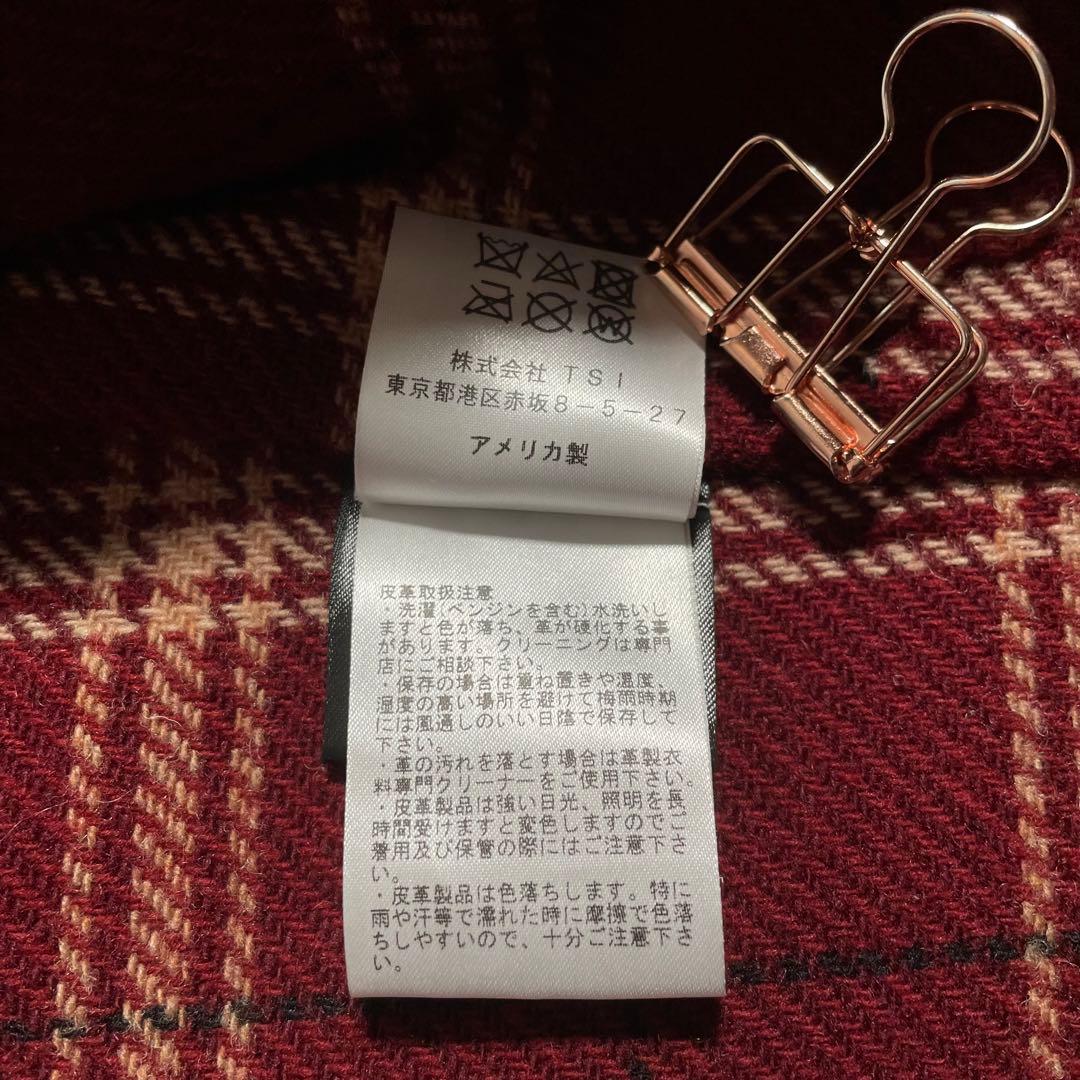 株式会社 TSI
東京都港区赤坂8-5-27
アメリカ製
皮革取扱注意
・洗濯(ベンジンを含む)水洗いし
ますと色が落ち、革が硬化する事
があります。クリーニングは専門
店にご相談下さい。
・保存の場合は重ね置きや温度、
湿度の高い場所を避けて梅雨時期
には風通しのいい日陰で保存して
下さい。
・革の汚れを落とす場合は革製衣
料専門クリーナーをご使用下さい。
・皮革製品は強い日光、照明を長
時間受けますと変色しますのでご
着用及び保管の際にはご注意下さ
い。
・皮革製品は色落ちします。特に
雨や汗等で濡れた時に摩擦で色落
ちしやすいので、十分ご注意下さ
い。